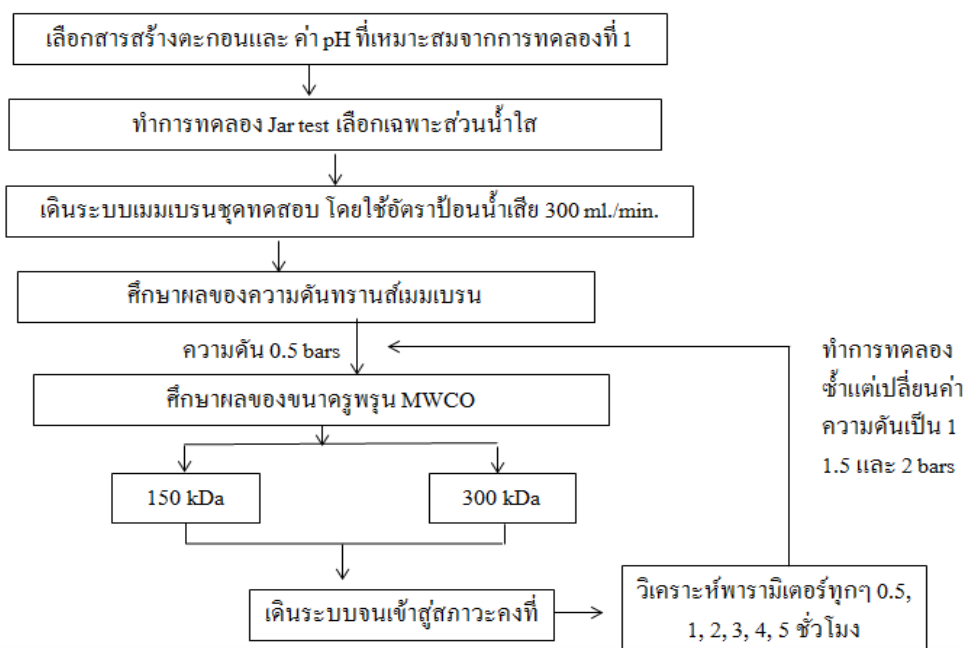 เลือกสารสร้างตะกอนและ ค่า pH ที่เหมาะสมจากการทดลองที่ 1
ทำการทดลอง Jar test เลือกเฉพาะส่วนน้ำใส
เดินระบบเมมเบรนชุดทดสอบ โดยใช้อัตราป้อนน้ำเสีย 300 ml./min.
ศึกษาผลของความดันทรานส์เมมเบรน
ความดัน 0.5 bars
ทำการทดลอง
ซ้ำแต่เปลี่ยนค่า
ความดันเป็น 1
1.5 และ 2 bars
ศึกษาผลของขนาดรูพรุน MWCO
150 kDa
300 kDa
เดินระบบจนเข้าสู่สภาวะคงที่
วิเคราะห์พารามิเตอร์ทุกๆ 0.5,
1, 2, 3, 4, 5 ชั่วโมง